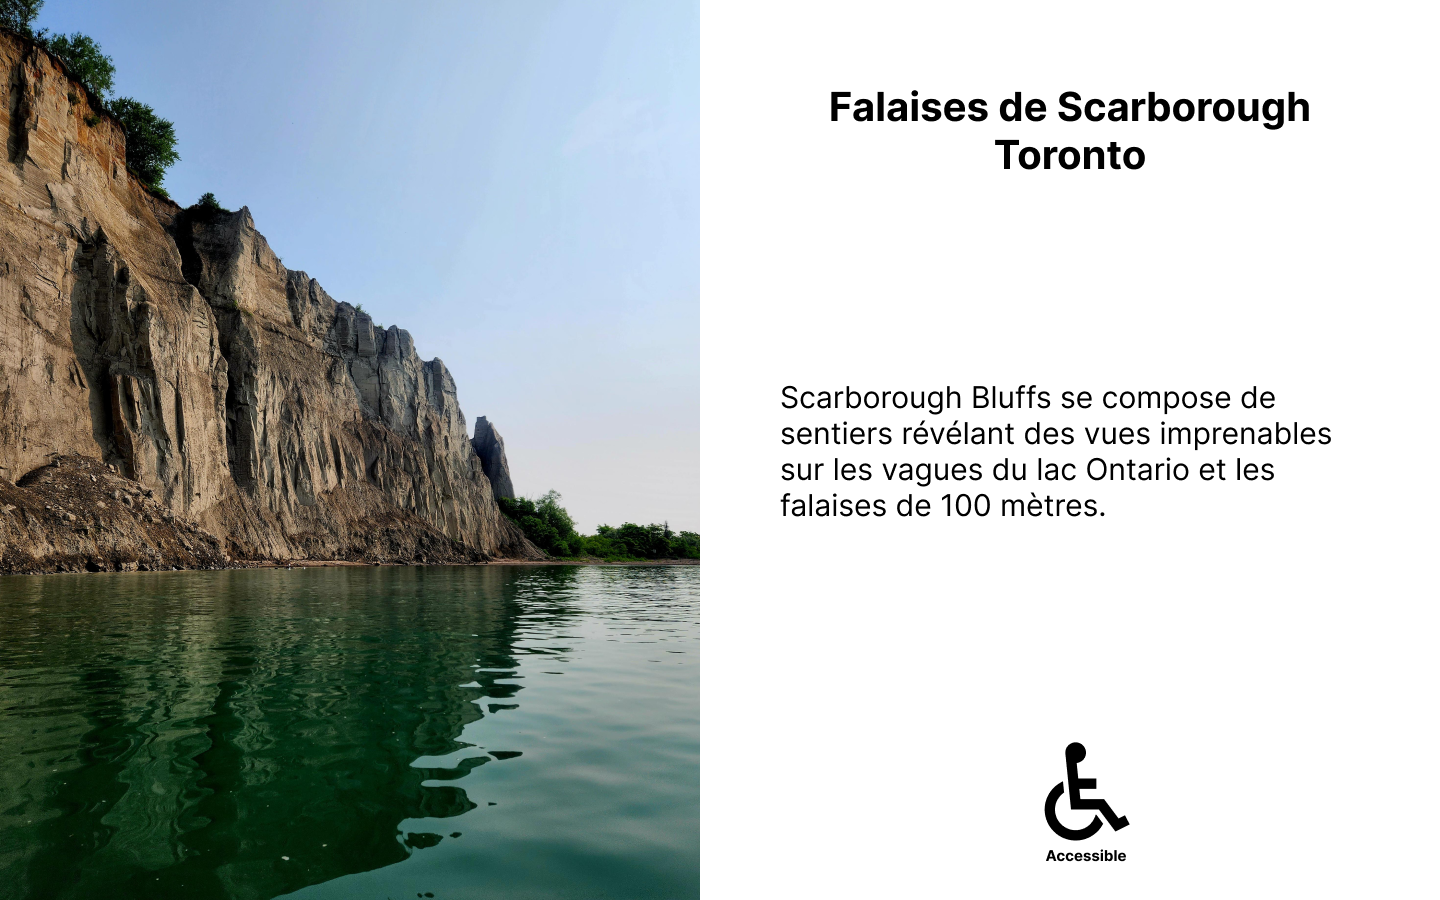 Falaises de Scarborough
Toronto
Scarborough Bluffs se compose de
sentiers révélant des vues imprenables
sur les vagues du lac Ontario et les
falaises de 100 mètres.
Accessible